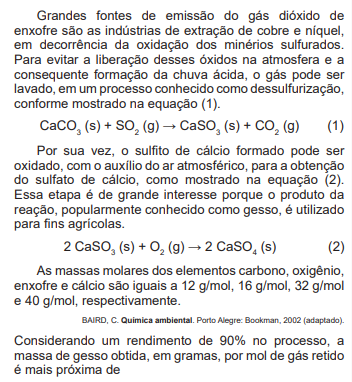 Grandes fontes de emissão do gás dióxido de
enxofre são as indústrias de extração de cobre e níquel,
em decorrência da oxidação dos minérios sulfurados.
Para evitar a liberação desses óxidos na atmosfera e a
consequente formação da chuva ácida, o gás pode ser
lavado, em um processo conhecido como dessulfurização,
conforme mostrado na equação (1).
CaCO₃ (s) + SO₂ (g) → CaSO₃ (s) + CO₂ (g) (1)
Por sua vez, o sulfito de cálcio formado pode ser
oxidado, com o auxílio do ar atmosférico, para a obtenção
do sulfato de cálcio, como mostrado na equação (2).
Essa etapa é de grande interesse porque o produto da
reação, popularmente conhecido como gesso, é utilizado
para fins agrícolas.
2 CaSO₃ (s) + O₂ (g) → 2 CaSO₄ (s) (2)
As massas molares dos elementos carbono, oxigênio,
enxofre e cálcio são iguais a 12 g/mol, 16 g/mol, 32 g/mol
e 40 g/mol, respectivamente.
BAIRD, C. Química ambiental. Porto Alegre: Bookman, 2002 (adaptado).
Considerando um rendimento de 90% no processo, a
massa de gesso obtida, em gramas, por mol de gás retido
é mais próxima de